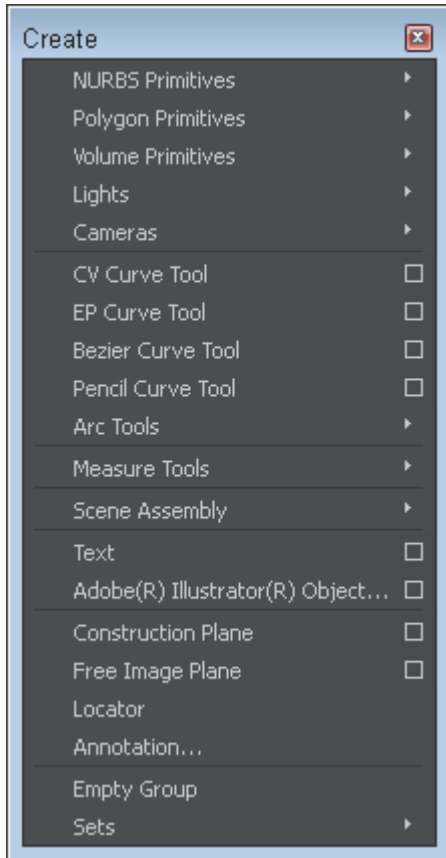 Create
NURBS Primitives
Polygon Primitives
Volume Primitives
Lights
Cameras
CV Curve Tool
EP Curve Tool
Bezier Curve Tool
Pencil Curve Tool
Arc Tools
Measure Tools
Scene Assembly
Text
Adobe(R) Illustrator(R) Object...
Construction Plane
Free Image Plane
Locator
Annotation...
Empty Group
Sets